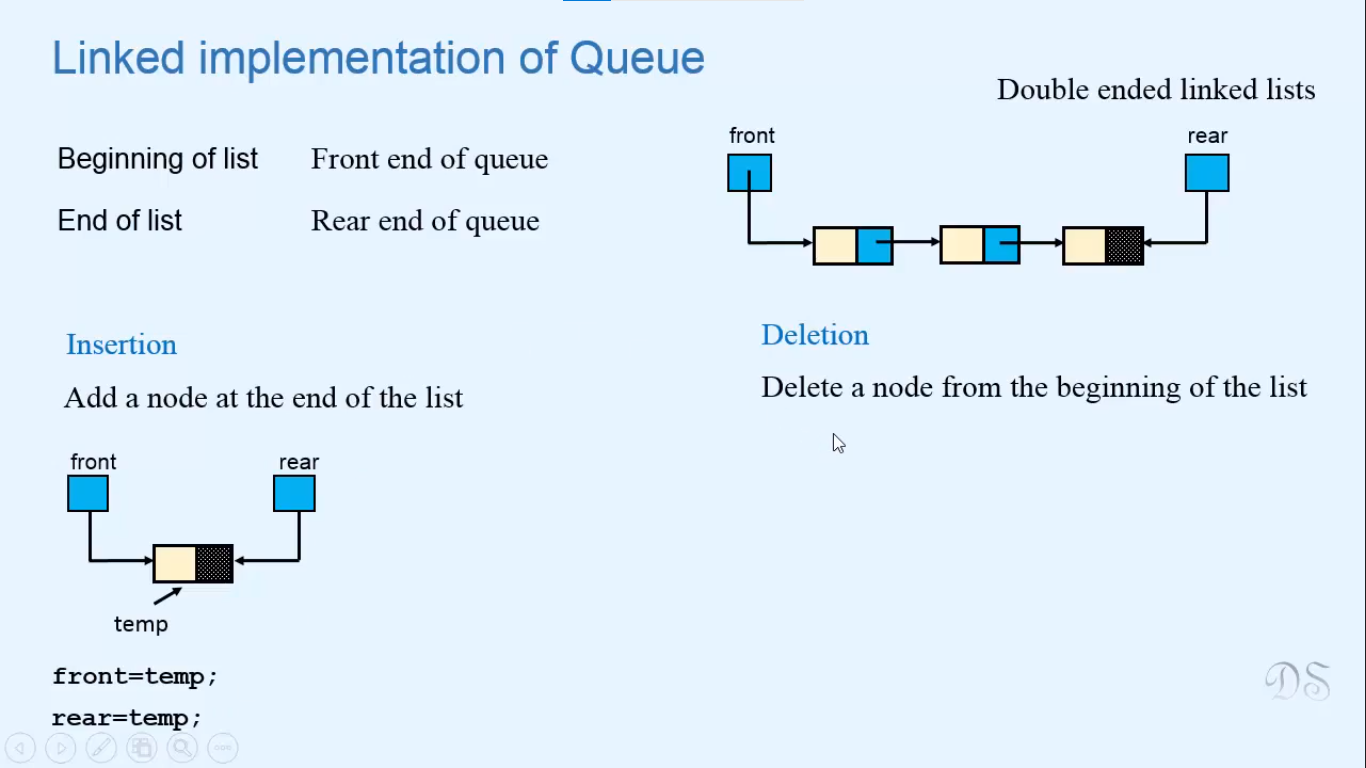 Linked implementation of Queue
Double ended linked lists
front
rear
Beginning of list Front end of queue
End of list Rear end of queue
Insertion
Add a node at the end of the list
front
rear
temp
front=temp;
rear=temp;
Deletion
Delete a node from the beginning of the list
DS